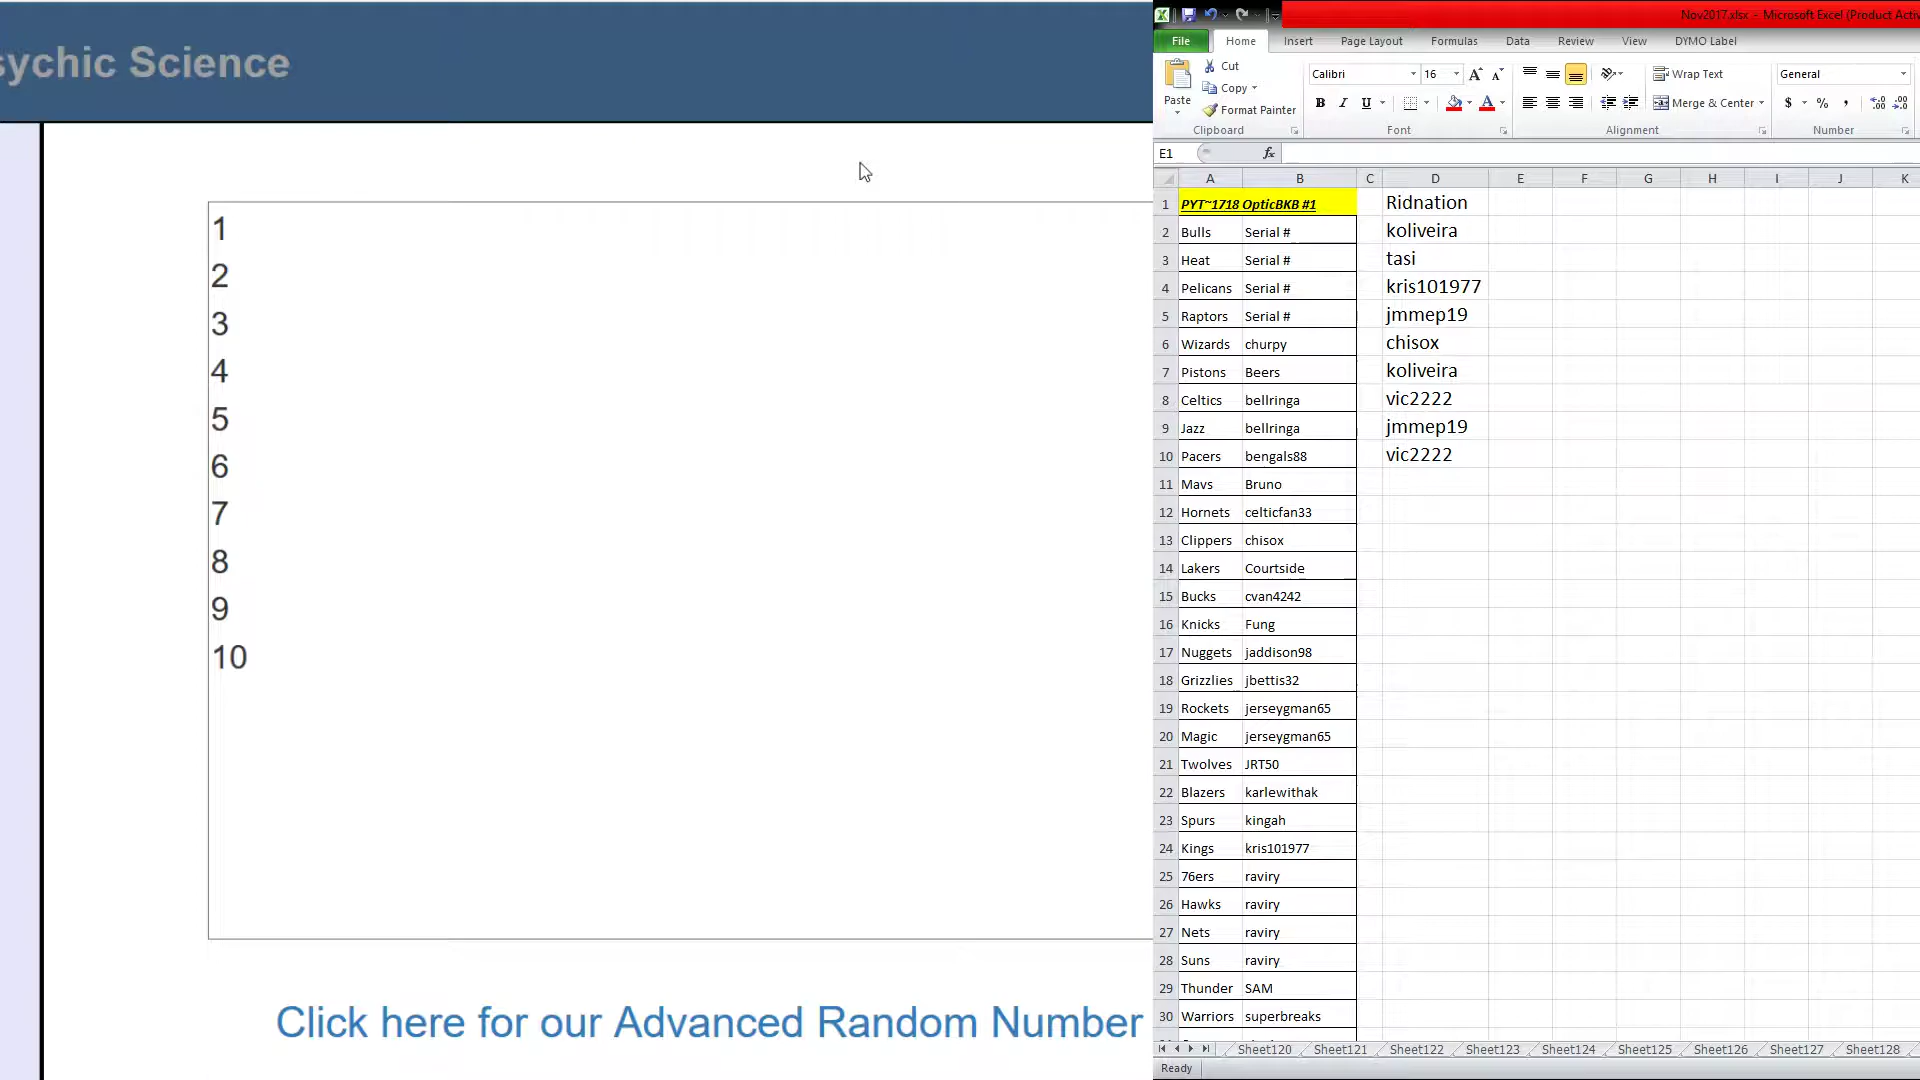 sychic Science
1
2
3
4
5
6
7
8
9
10
Click here for our Advanced Random Number
Nov2017.xlsx - Microsoft Excel (Product Activ
File Home Insert Page Layout Formulas Data Review View DYMO Label
Paste
Cut
Copy
Format Painter
Clipboard
Calibri 16
B I U
Font
Wrap Text
Merge & Center
Alignment
General
$ % ,
Number
E1 fx
A B C D E F G H I J K
1 PYT~1718 OpticBKB #1 Ridnation
2 Bulls Serial # koliveira
3 Heat Serial # tasi
4 Pelicans Serial # kris101977
5 Raptors Serial # jmmep19
6 Wizards churpy chisox
7 Pistons Beers koliveira
8 Celtics bellringa vic2222
9 Jazz bellringa jmmep19
10 Pacers bengals88 vic2222
11 Mavs Bruno
12 Hornets celticfan33
13 Clippers chisox
14 Lakers Courtside
15 Bucks cvan4242
16 Knicks Fung
17 Nuggets jaddison98
18 Grizzlies jbettis32
19 Rockets jerseygman65
20 Magic jerseygman65
21 Twolves JRT50
22 Blazers karlewithak
23 Spurs kingah
24 Kings kris101977
25 76ers raviry
26 Hawks raviry
27 Nets raviry
28 Suns raviry
29 Thunder SAM
30 Warriors superbreaks
Sheet120 Sheet121 Sheet122 Sheet123 Sheet124 Sheet125 Sheet126 Sheet127 Sheet128
Ready